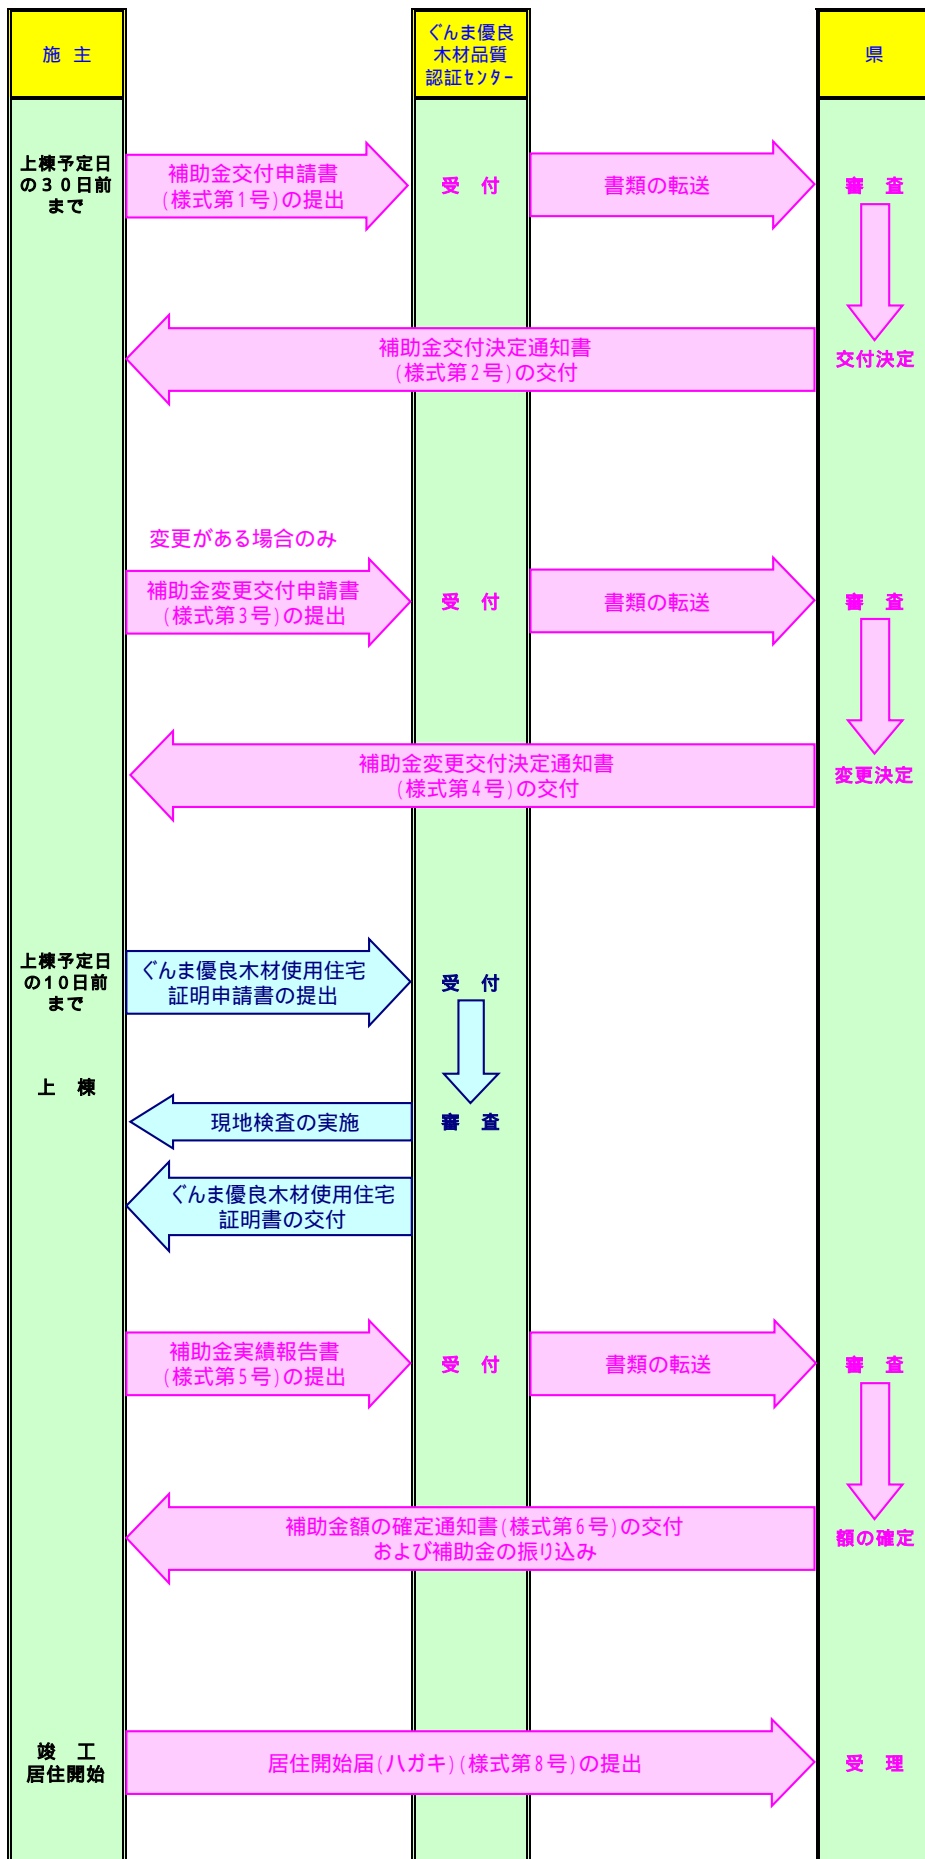 施 主
ぐんま優良
木材品質
認証センター
県
上棟予定日
の３０日前
まで
補助金交付申請書
(様式第1号)の提出
受 付
書類の転送
審 査
補助金交付決定通知書
(様式第2号)の交付
交付決定
変更がある場合のみ
補助金変更交付申請書
(様式第3号)の提出
受 付
書類の転送
審 査
補助金変更交付決定通知書
(様式第4号)の交付
変更決定
上棟予定日
の10日前
まで
ぐんま優良木材使用住宅
証明申請書の提出
受 付
上 棟
現地検査の実施
審 査
ぐんま優良木材使用住宅
証明書の交付
補助金実績報告書
(様式第5号)の提出
受 付
書類の転送
審 査
補助金額の確定通知書(様式第6号)の交付
および補助金の振り込み
額の確定
竣 工
居住開始
居住開始届(ハガキ)(様式第8号)の提出
受 理